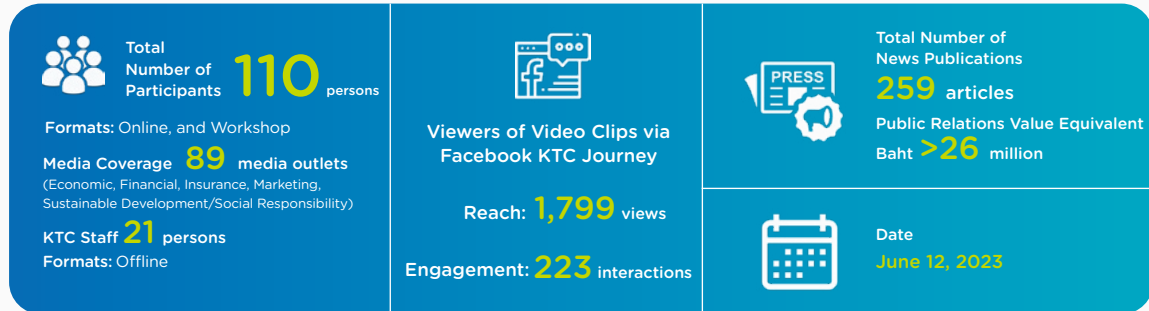 Total
Number of
Participants 110 persons
Formats: Online, and Workshop
Media Coverage 89 media outlets
(Economic, Financial, Insurance, Marketing,
Sustainable Development/Social Responsibility)
KTC Staff 21 persons
Formats: Offline
Viewers of Video Clips via
Facebook KTC Journey
Reach: 1,799 views
Engagement: 223 interactions
PRESS
Total Number of
News Publications
259 articles
Public Relations Value Equivalent
Baht >26 million
Date
June 12, 2023